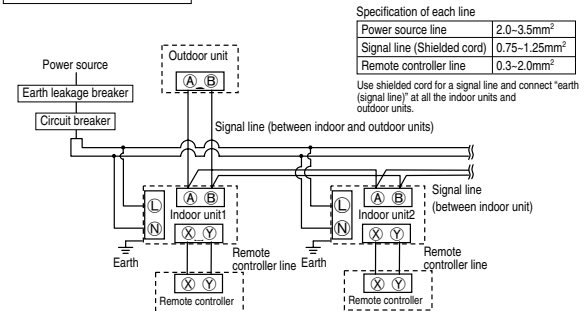 Specification of each line
Power source line 2.0~3.5mm²
Signal line (Shielded cord) 0.75~1.25mm²
Remote controller line 0.3~2.0mm²
Use shielded cord for a signal line and connect “earth
(signal line)” at all the indoor units and
outdoor units.
Power source
Earth leakage breaker
Circuit breaker
Outdoor unit
Ⓐ Ⓑ
Signal line (between indoor and outdoor units)
Signal line
(between indoor unit)
Ⓛ
Ⓝ
Ⓐ Ⓑ
Indoor unit1
Ⓧ Ⓨ
Earth
Remote
controller line
Ⓧ Ⓨ
Remote controller
Ⓛ
Ⓝ
Ⓐ Ⓑ
Indoor unit2
Ⓧ Ⓨ
Earth
Remote
controller line
Ⓧ Ⓨ
Remote controller